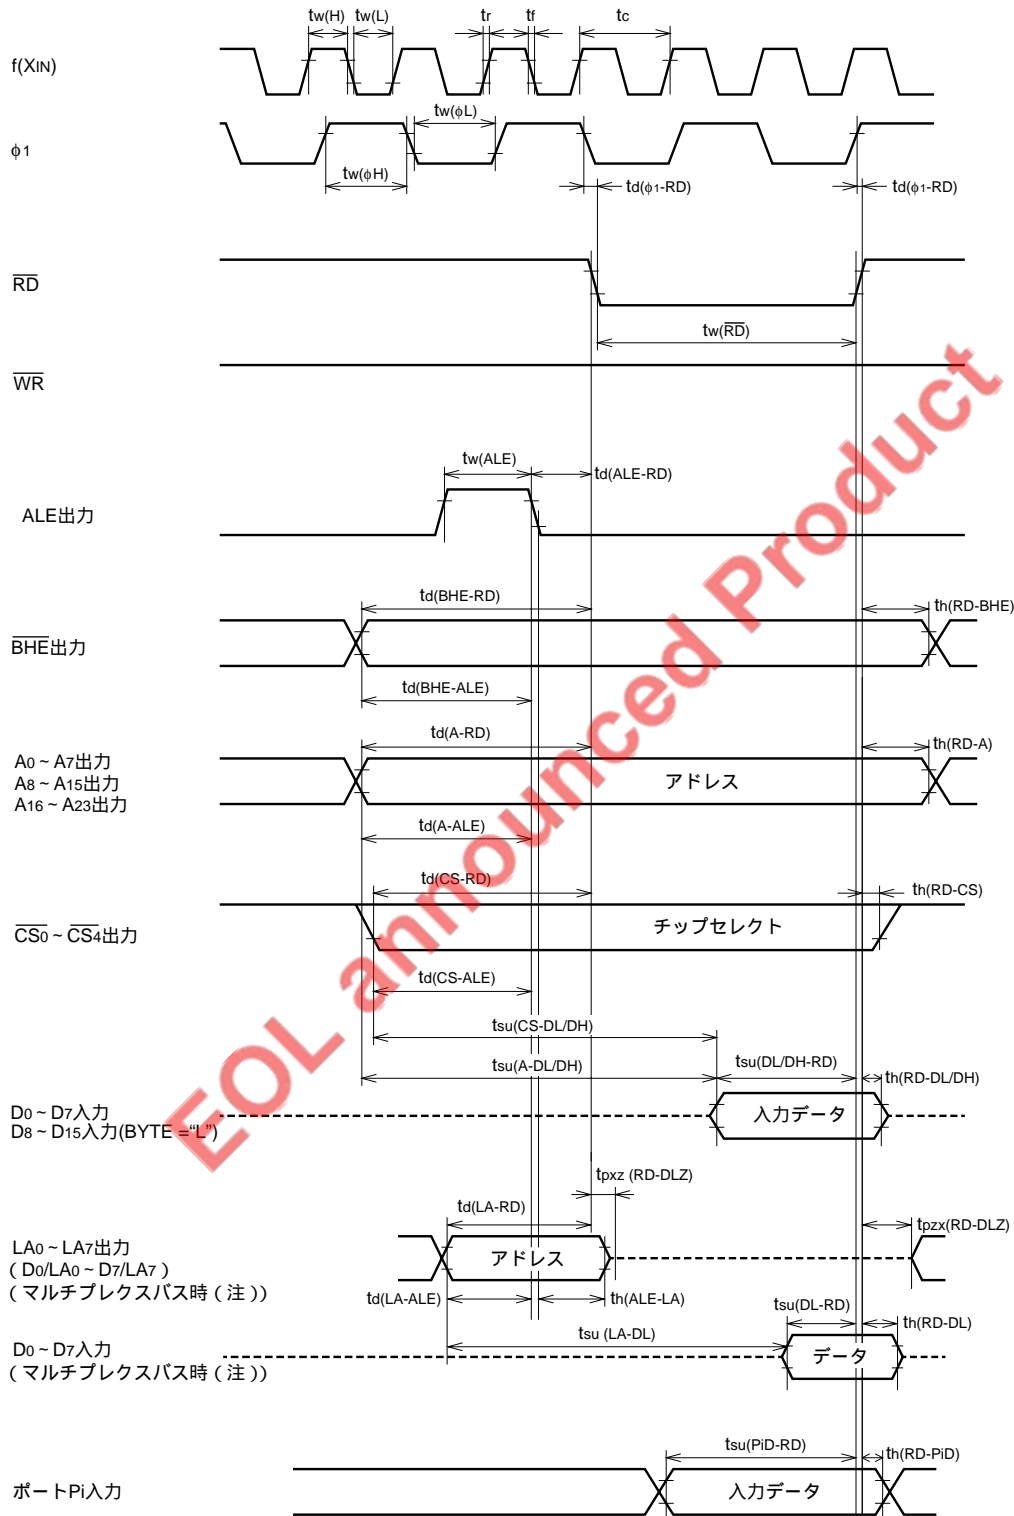 tw(H) tw(L) tr tf tc
f(XIN)
tw(φL)
φ1
tw(φH) td(φ1-RD) td(φ1-RD)
RD
tw(RD)
WR
tw(ALE) td(ALE-RD)
ALE出力
td(BHE-RD) th(RD-BHE)
BHE出力
td(BHE-ALE)
td(A-RD) th(RD-A)
A0 ~ A7出力
A8 ~ A15出力 アドレス
A16 ~ A23出力
td(A-ALE)
td(CS-RD) th(RD-CS)
CS0 ~ CS4出力 チップセレクト
td(CS-ALE)
tsu(CS-DL/DH)
tsu(A-DL/DH) tsu(DL/DH-RD) th(RD-DL/DH)
D0 ~ D7入力 入力データ
D8 ~ D15入力(BYTE =“L”)
tpxz (RD-DLZ)
td(LA-RD) tpzx(RD-DLZ)
LA0 ~ LA7出力 アドレス
( D0/LA0 ~ D7/LA7 )
( マルチプレクスバス時 ( 注 ) )
td(LA-ALE) th(ALE-LA)
tsu(DL-RD) th(RD-DL)
tsu (LA-DL)
D0 ~ D7入力 データ
( マルチプレクスバス時 ( 注 ) )
tsu(PiD-RD) th(RD-PiD)
ポートPi入力 入力データ
EOL announced Product